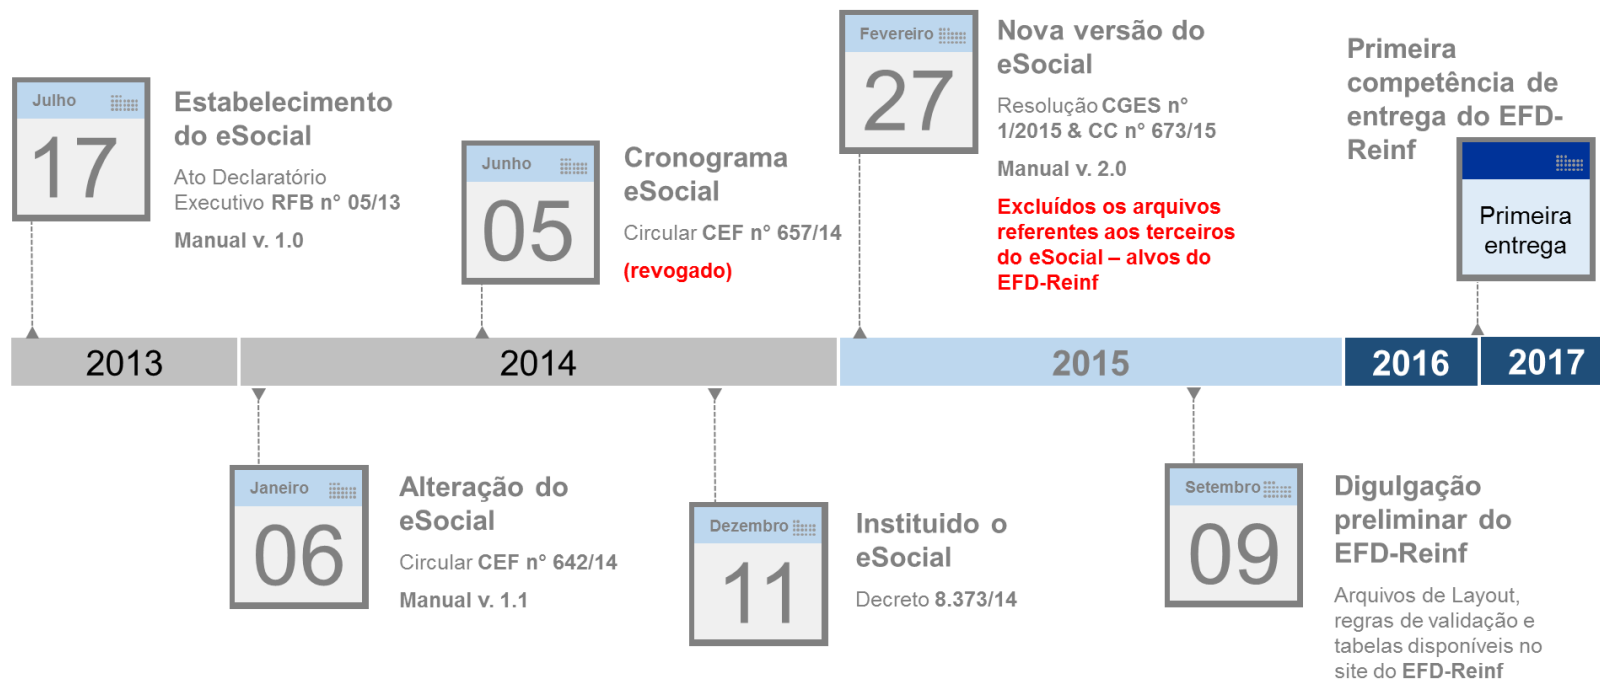 Julho
17
Estabelecimento
do eSocial
Ato Declaratório
Executivo RFB n° 05/13
Manual v. 1.0
Junho
05
Cronograma
eSocial
Circular CEF n° 657/14
(revogado)
Fevereiro
27
Nova versão do
eSocial
Resolução CGES n°
1/2015 & CC n° 673/15
Manual v. 2.0
Excluídos os arquivos
referentes aos terceiros
do eSocial – alvos do
EFD-Reinf
Primeira
competência de
entrega do EFD-
Reinf
Primeira
entrega
2013
2014
2015
2016
2017
Janeiro
06
Alteração do
eSocial
Circular CEF n° 642/14
Manual v. 1.1
Dezembro
11
Instituido o
eSocial
Decreto 8.373/14
Setembro
09
Digulgação
preliminar do
EFD-Reinf
Arquivos de Layout,
regras de validação e
tabelas disponíveis no
site do EFD-Reinf